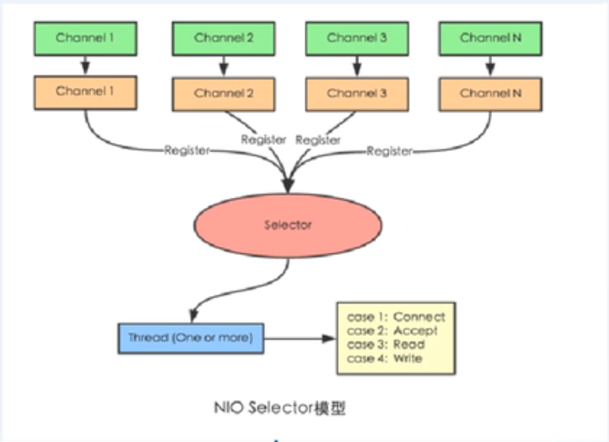 Channel 1
Channel 2
Channel 3
Channel N
Channel 1
Channel 2
Channel 3
Channel N
Register
Register
Register
Register
Selector
Thread (One or more)
case 1: Connect
case 2: Accept
case 3: Read
case 4: Write
NIO Selector模型